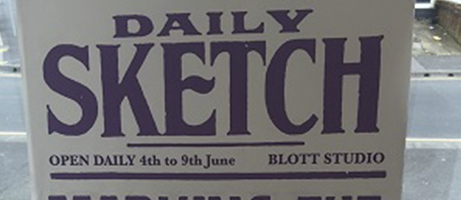 DAILY
SKETCH
OPEN DAILY 4th to 9th June BLOTT STUDIO